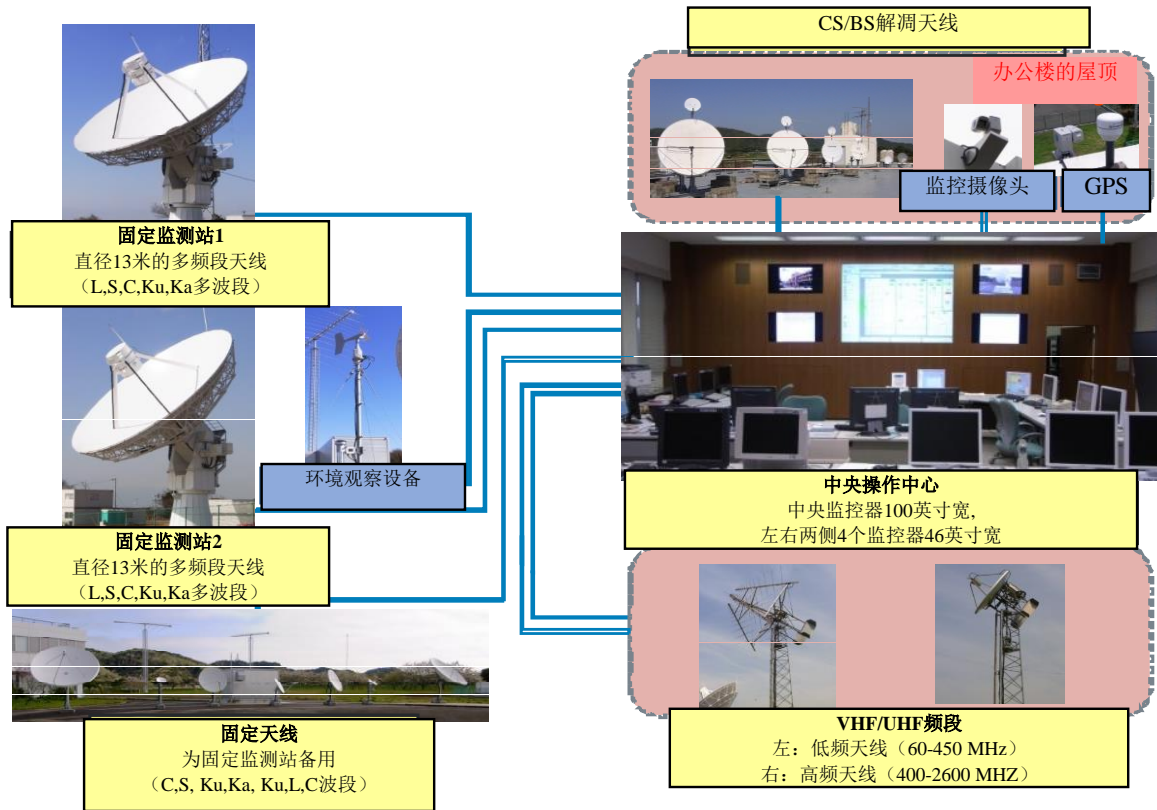 CS/BS解凋天线
办公楼的屋顶
监控摄像头
GPS
固定监测站1
直径13米的多频段天线
（L,S,C,Ku,Ka多波段）
环境观察设备
固定监测站2
直径13米的多频段天线
（L,S,C,Ku,Ka多波段）
中央操作中心
中央监控器100英寸宽,
左右两侧4个监控器46英寸宽
固定天线
为固定监测站备用
（C,S, Ku,Ka, Ku,L,C波段）
VHF/UHF频段
左：低频天线（60-450 MHz）
右：高频天线（400-2600 MHZ）